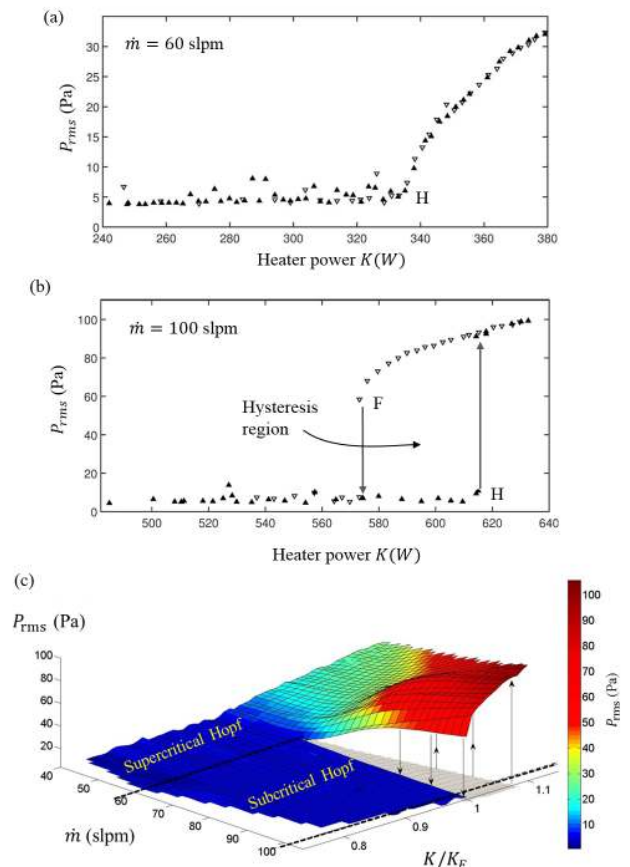 (a)
ṁ = 60 slpm
P_rms (Pa)
30
25
20
15
10
5
0
H
240 260 280 300 320 340 360 380
Heater power K(W)
(b)
ṁ = 100 slpm
P_rms (Pa)
100
80
60
40
20
0
F
Hysteresis
region
H
500 520 540 560 580 600 620 640
Heater power K(W)
(c)
P_rms (Pa)
100
80
60
40
20
40
50
60
70
80
90
100
ṁ (slpm)
Supercritical Hopf
Subcritical Hopf
0.8
0.9
1
1.1
K/K_F
100
90
80
70
60
50
40
30
20
10
P_rms (Pa)